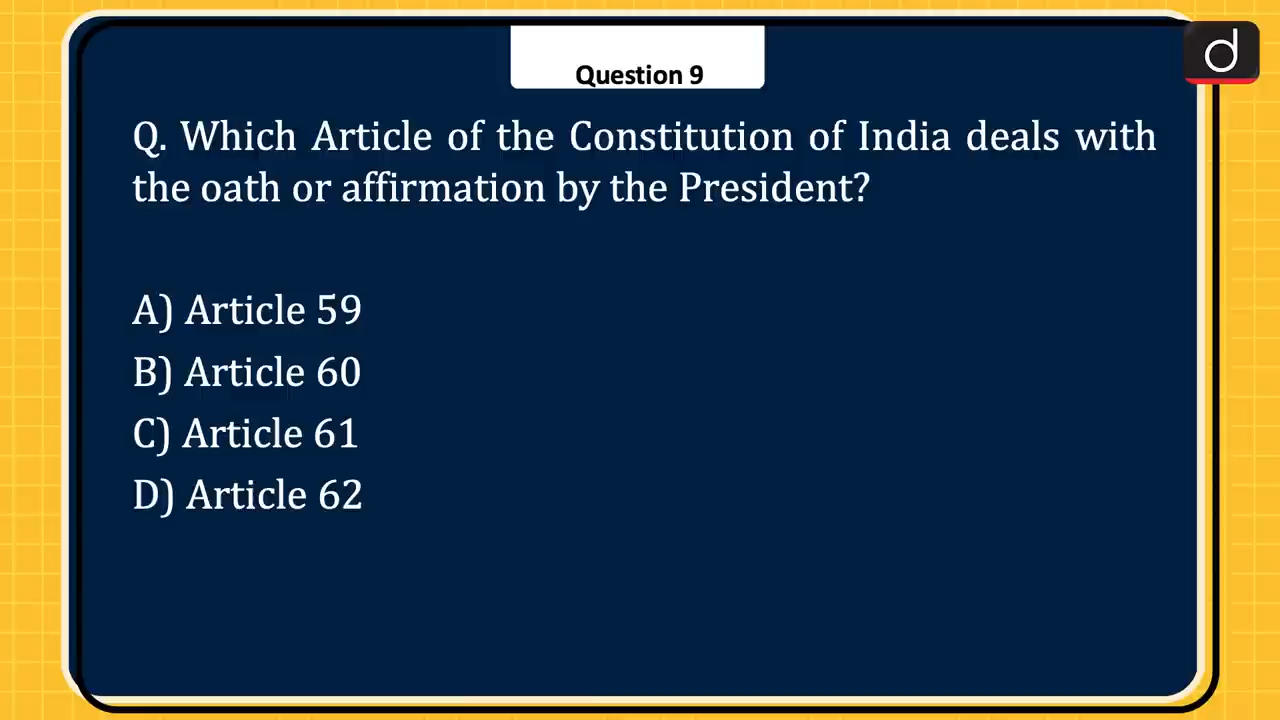 Question 9
Q. Which Article of the Constitution of India deals with
the oath or affirmation by the President?
A) Article 59
B) Article 60
C) Article 61
D) Article 62